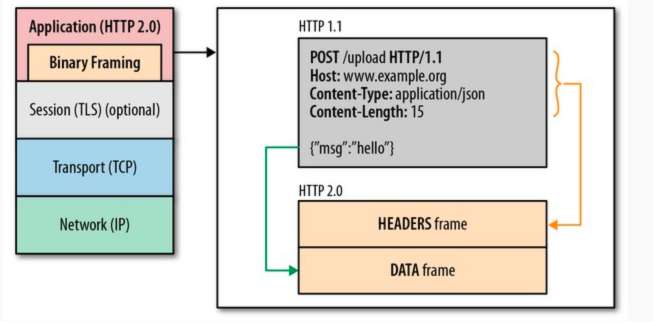 Application (HTTP 2.0)
Binary Framing
Session (TLS) (optional)
Transport (TCP)
Network (IP)
HTTP 1.1
POST /upload HTTP/1.1
Host: www.example.org
Content-Type: application/json
Content-Length: 15
{"msg":"hello"}
HTTP 2.0
HEADERS frame
DATA frame